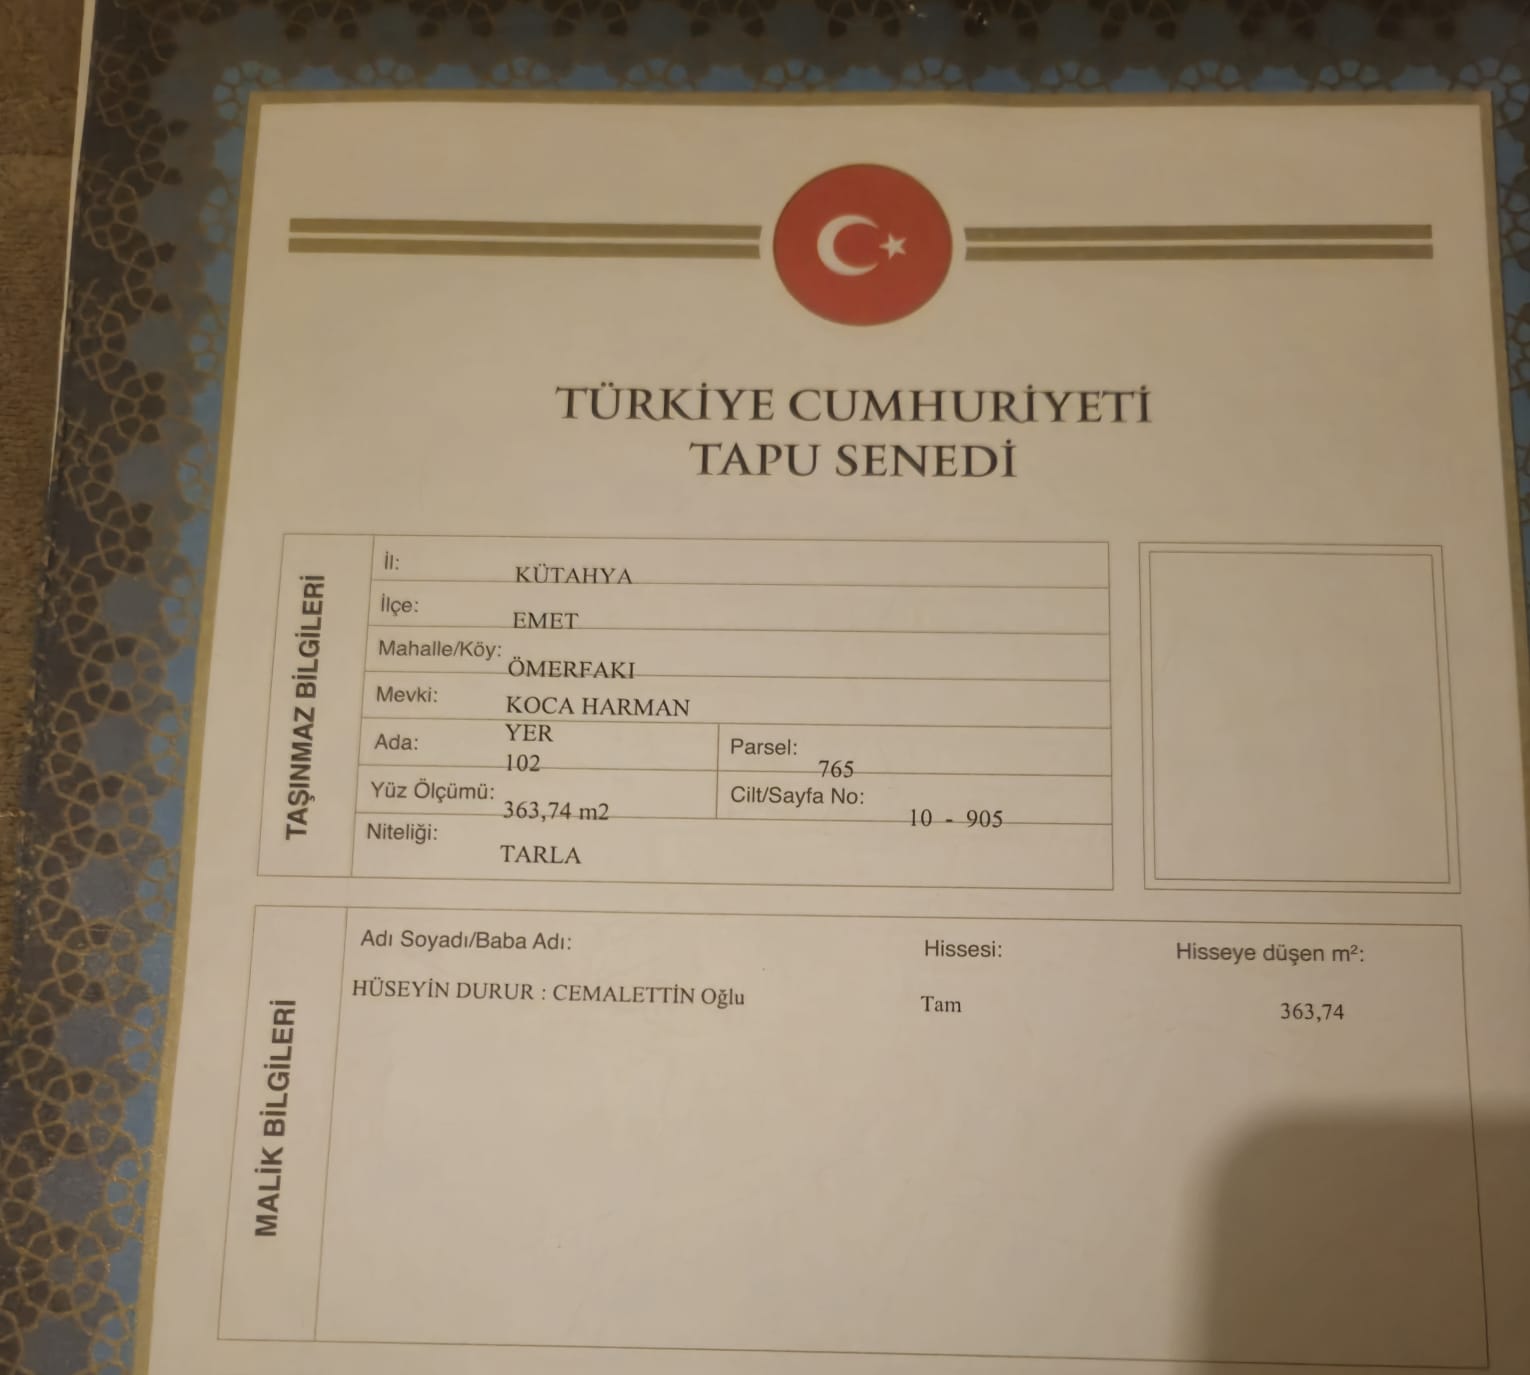 TÜRKİYE CUMHURİYETİ
TAPU SENEDİ
TAŞINMAZ BİLGİLERİ
İl: KÜTAHYA
İlçe: EMET
Mahalle/Köy: ÖMERFAKI
Mevki: KOCA HARMAN
YER
Ada: 102 Parsel: 765
Yüz Ölçümü: 363,74 m2 Cilt/Sayfa No: 10 - 905
Niteliği: TARLA
MALİK BİLGİLERİ
Adı Soyadı/Baba Adı: Hissesi: Hisseye düşen m²:
HÜSEYİN DURUR : CEMALETTİN Oğlu Tam 363,74